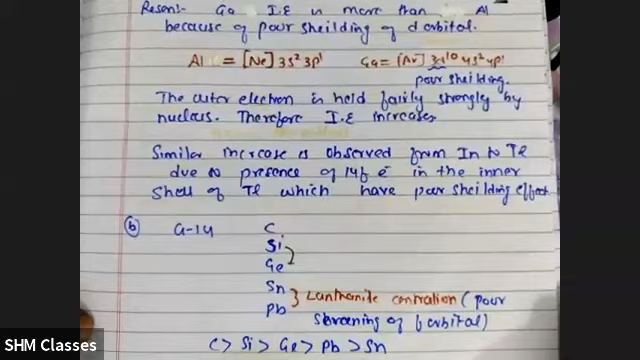 Reason:- Ga I.E is more than Al
because of poor sheilding of d orbital.
Al = [Ne] 3s² 3p¹ Ga = [Ar] 3d¹⁰ 4s² 4p¹
poor sheilding.
The outer electron is held fairly strongly by
nucleus. Therefore I.E increases
Similar increase is observed from In to Tl
due to presence of 14f e⁻ in the inner
shell of Tl which have poor sheilding effect
(b) G-14 C
Si
Ge
Sn
Pb } Lanthanide contration (poor
screening of f orbital)
C > Si > Ge > Pb > Sn
SHM Classes